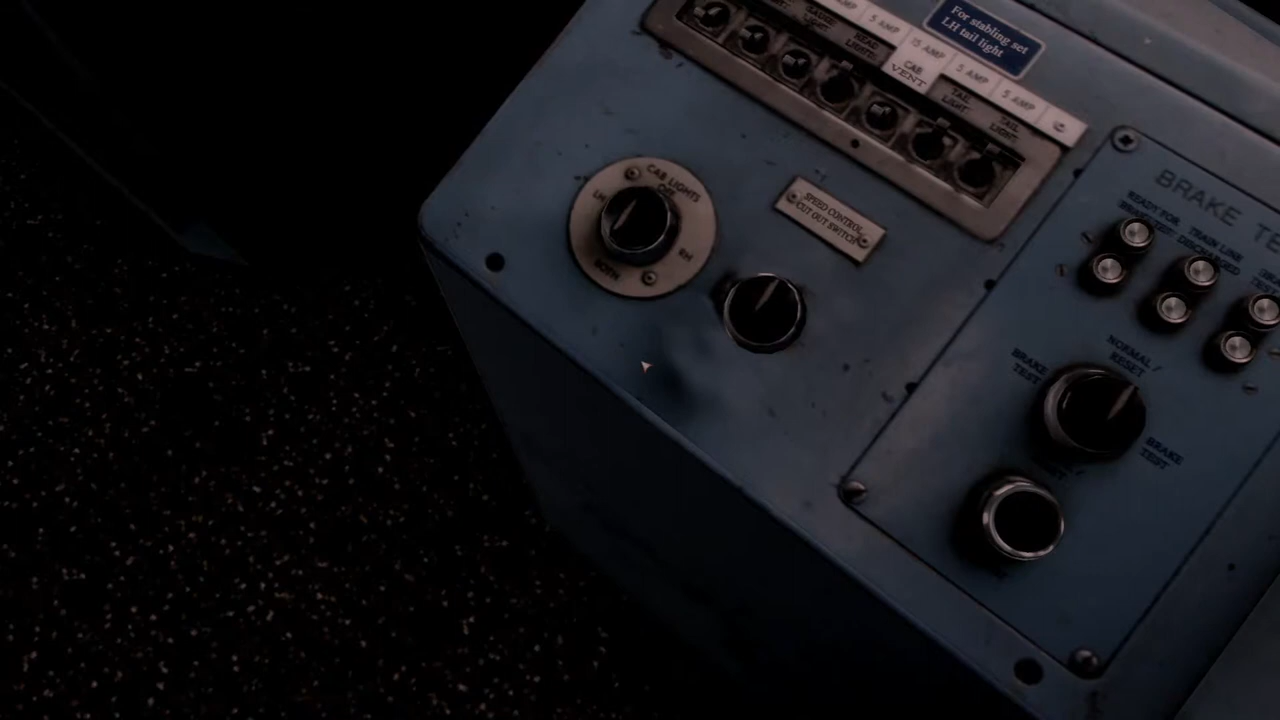 For stabling set
LH tail light
5 AMP
15 AMP
5 AMP
5 AMP
HEAD
LIGHT
CAB
VENT
TAIL
LIGHT
TAIL
LIGHT
CAB LIGHTS
OFF
LH
RH
BOTH
SPEED CONTROL
CUT OUT SWITCH
BRAKE TE
READY FOR
TRAIN LINE
DISCHARGED
NORMAL/
RESET
BRAKE
TEST
BRAKE
TEST